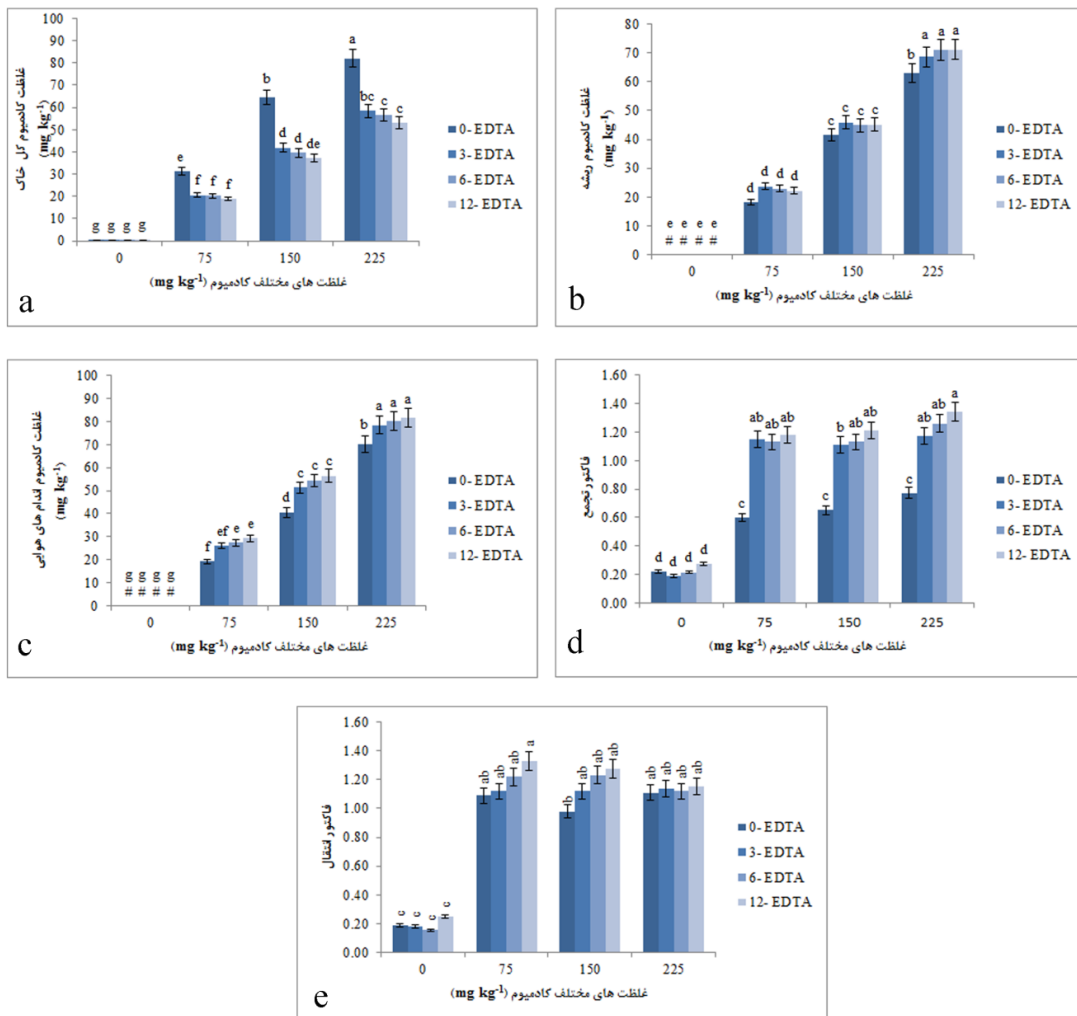 غلظت کادمیوم کل خاک
(mg kg-1)
100
90
80
70
60
50
40
30
20
10
0
g g g g
e f f f
b d d de
a bc c c
0 75 150 225
غلظت های مختلف کادمیوم (mg kg-1)
0- EDTA
3- EDTA
6- EDTA
12- EDTA
a
غلظت کادمیوم ریشه
(mg kg-1)
80
70
60
50
40
30
20
10
0
e e e e
# # # #
d d d d
c c c c
b a a a
0 75 150 225
غلظت های مختلف کادمیوم (mg kg-1)
0- EDTA
3- EDTA
6- EDTA
12- EDTA
b
غلظت کادمیوم اندام های هوایی
(mg kg-1)
100
90
80
70
60
50
40
30
20
10
0
g g g g
# # # #
f ef e e
d c c c
b a a a
0 75 150 225
غلظت های مختلف کادمیوم (mg kg-1)
0- EDTA
3- EDTA
6- EDTA
12- EDTA
c
فاکتور تجمع
1.60
1.40
1.20
1.00
0.80
0.60
0.40
0.20
0.00
d d d d
c ab ab ab
c b ab ab
c ab ab a
0 75 150 225
غلظت های مختلف کادمیوم (mg kg-1)
0- EDTA
3- EDTA
6- EDTA
12- EDTA
d
فاکتور انتقال
1.60
1.40
1.20
1.00
0.80
0.60
0.40
0.20
0.00
c c c c
ab ab ab a
ab ab ab
ab ab ab ab
0 75 150 225
غلظت های مختلف کادمیوم (mg kg-1)
0- EDTA
3- EDTA
6- EDTA
12- EDTA
e